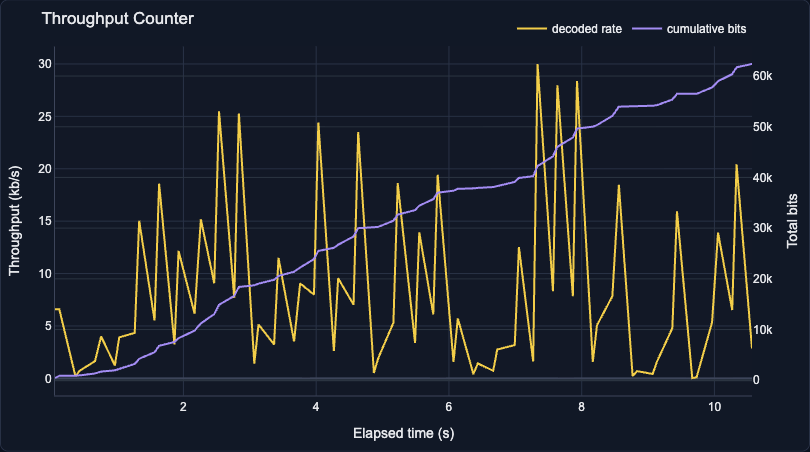 Throughput Counter
decoded rate
cumulative bits
Throughput (kb/s)
30
25
20
15
10
5
0
60k
50k
40k
30k
20k
10k
0
Total bits
2
4
6
8
10
Elapsed time (s)